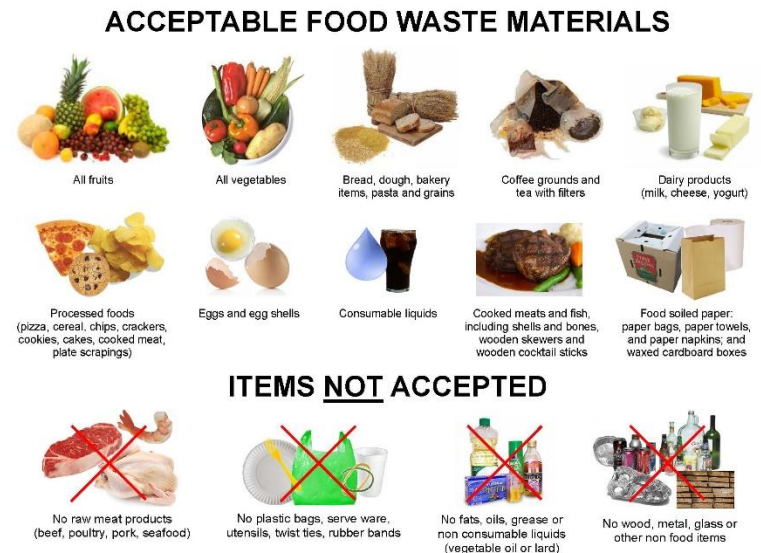 ACCEPTABLE FOOD WASTE MATERIALS
All fruits
All vegetables
Bread, dough, bakery
items, pasta and grains
Coffee grounds and
tea with filters
Dairy products
(milk, cheese, yogurt)
Processed foods
(pizza, cereal, chips, crackers,
cookies, cakes, cooked meat,
plate scrapings)
Eggs and egg shells
Consumable liquids
Cooked meats and fish,
including shells and bones,
wooden skewers and
wooden cocktail sticks
Food soiled paper:
paper bags, paper towels,
and paper napkins; and
waxed cardboard boxes
ITEMS NOT ACCEPTED
No raw meat products
(beef, poultry, pork, seafood)
No plastic bags, serve ware,
utensils, twist ties, rubber bands
No fats, oils, grease or
non consumable liquids
(vegetable oil or lard)
No wood, metal, glass or
other non food items